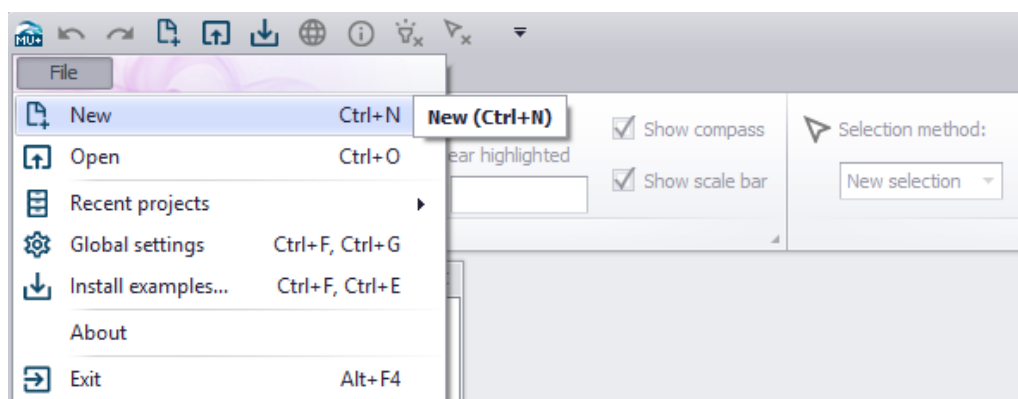 MU+
File
New Ctrl+N
New (Ctrl+N)
Show compass
Selection method:
Open Ctrl+O
ear highlighted
Show scale bar
New selection
Recent projects
Global settings Ctrl+F, Ctrl+G
Install examples... Ctrl+F, Ctrl+E
About
Exit Alt+F4